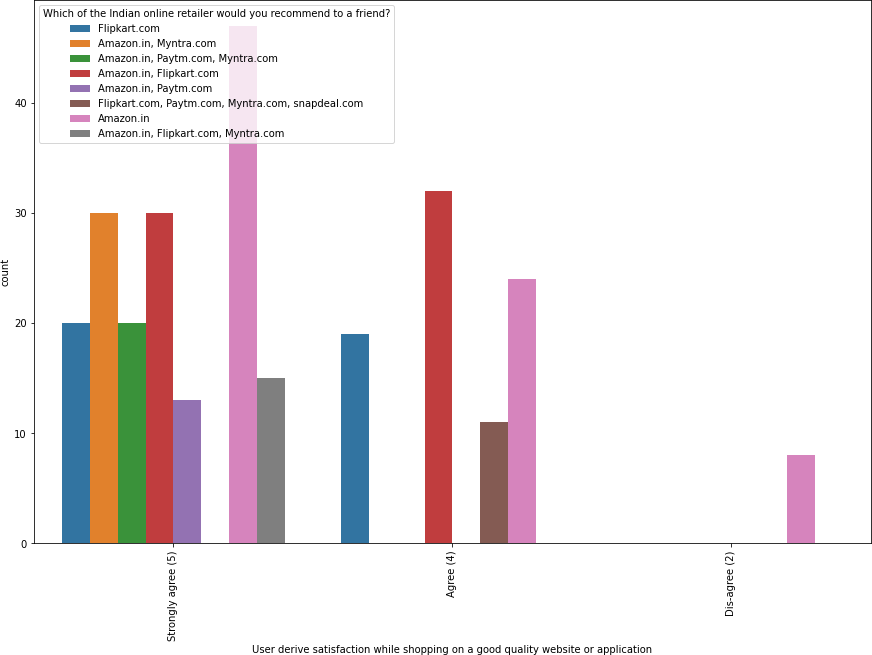 Which of the Indian online retailer would you recommend to a friend?
Flipkart.com
Amazon.in, Myntra.com
Amazon.in, Paytm.com, Myntra.com
Amazon.in, Flipkart.com
Amazon.in, Paytm.com
Flipkart.com, Paytm.com, Myntra.com, snapdeal.com
Amazon.in
Amazon.in, Flipkart.com, Myntra.com
40
30
20
10
0
count
Strongly agree (5)
Agree (4)
Dis-agree (2)
User derive satisfaction while shopping on a good quality website or application